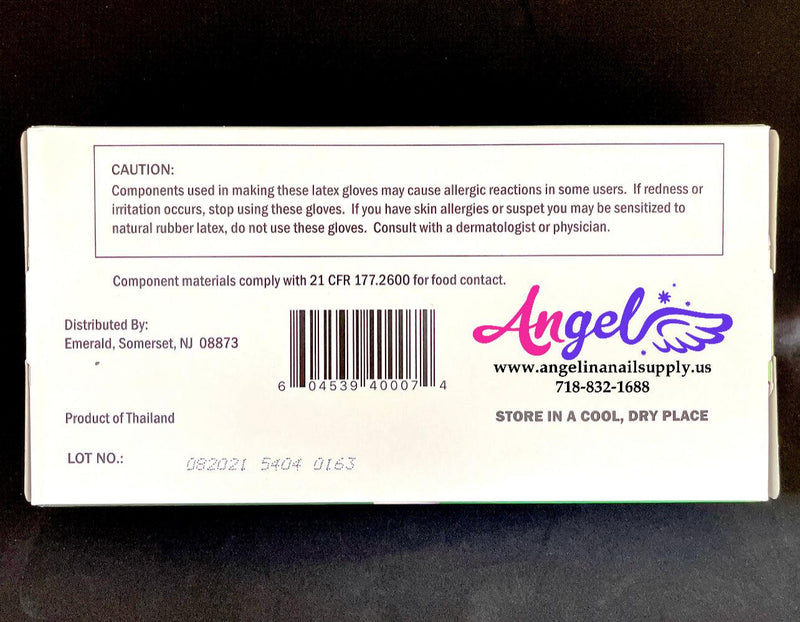 CAUTION:
Components used in making these latex gloves may cause allergic reactions in some users. If redness or
irritation occurs, stop using these gloves. If you have skin allergies or suspet you may be sensitized to
natural rubber latex, do not use these gloves. Consult with a dermatologist or physician.
Component materials comply with 21 CFR 177.2600 for food contact.
Distributed By:
Emerald, Somerset, NJ 08873
6 04539 40007 4
Angel
www.angelinanailsupply.us
718-832-1688
Product of Thailand
STORE IN A COOL, DRY PLACE
LOT NO.: 082021 5404 0163